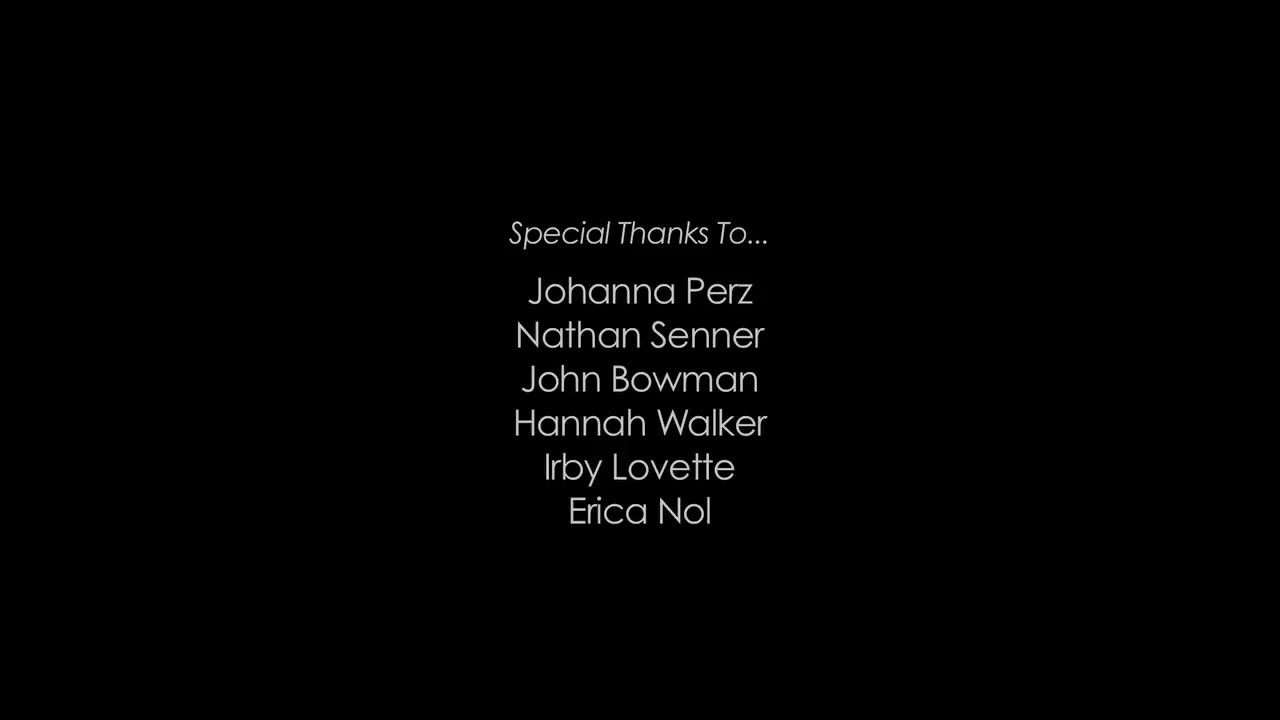 Special Thanks To...
Johanna Perz
Nathan Senner
John Bowman
Hannah Walker
Irby Lovette
Erica Nol